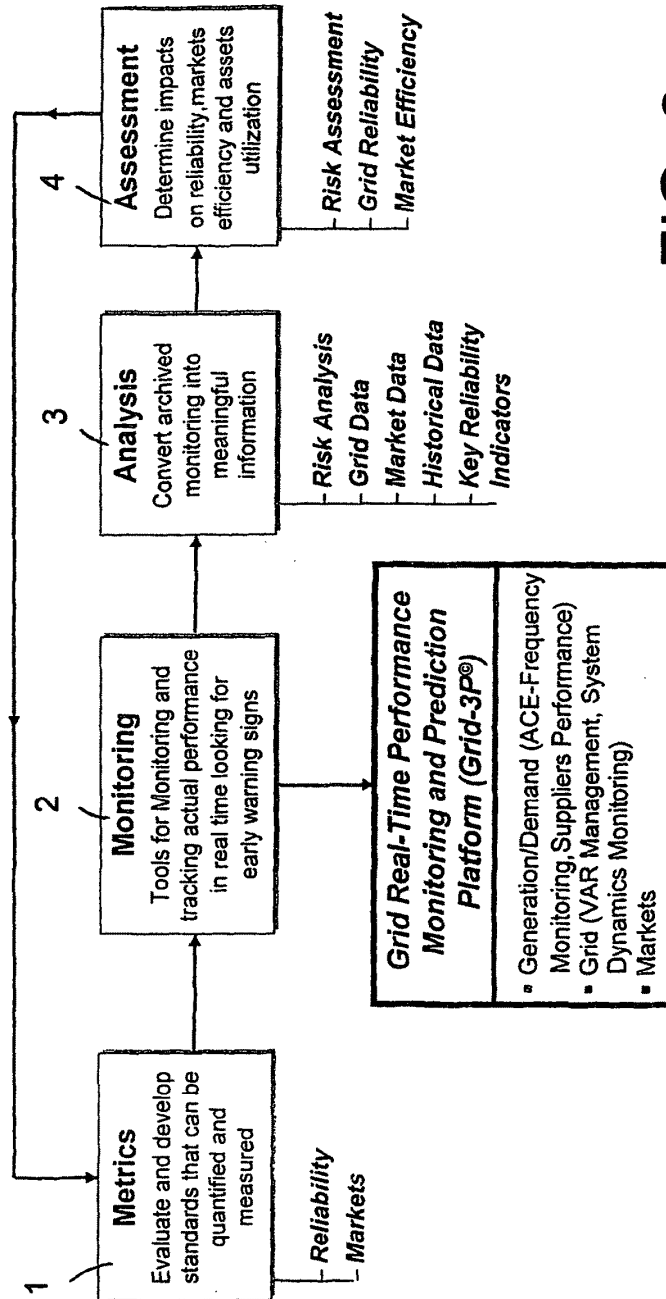 1
Metrics
Evaluate and develop
standards that can be
quantified and
measured
Reliability
Markets
2
Monitoring
Tools for Monitoring and
tracking actual performance
in real time looking for
early warning signs
Grid Real-Time Performance
Monitoring and Prediction
Platform (Grid-3P©)
▪ Generation/Demand (ACE-Frequency
Monitoring,Suppliers Performance)
▪ Grid (VAR Management, System
Dynamics Monitoring)
▪ Markets
3
Analysis
Convert archived
monitoring into
meaningful
information
Risk Analysis
Grid Data
Market Data
Historical Data
Key Reliability
Indicators
4
Assessment
Determine impacts
on reliability,markets
efficiency and assets
utilization
Risk Assessment
Grid Reliability
Market Efficiency
FIG